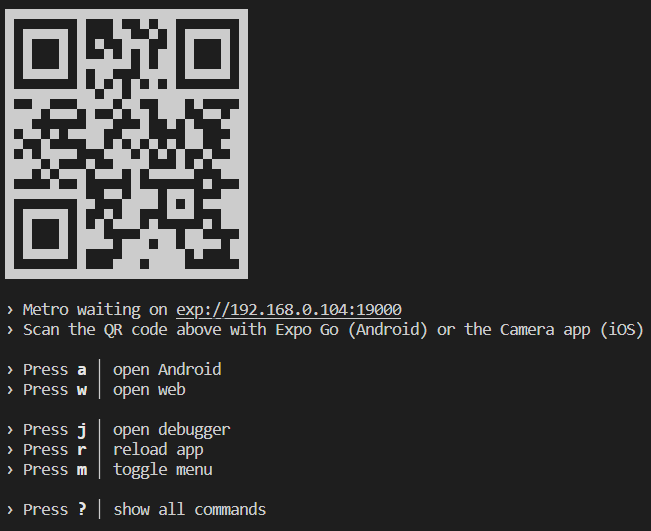 › Metro waiting on exp://192.168.0.104:19000
› Scan the QR code above with Expo Go (Android) or the Camera app (iOS)
› Press a │ open Android
› Press w │ open web
› Press j │ open debugger
› Press r │ reload app
› Press m │ toggle menu
› Press ? │ show all commands